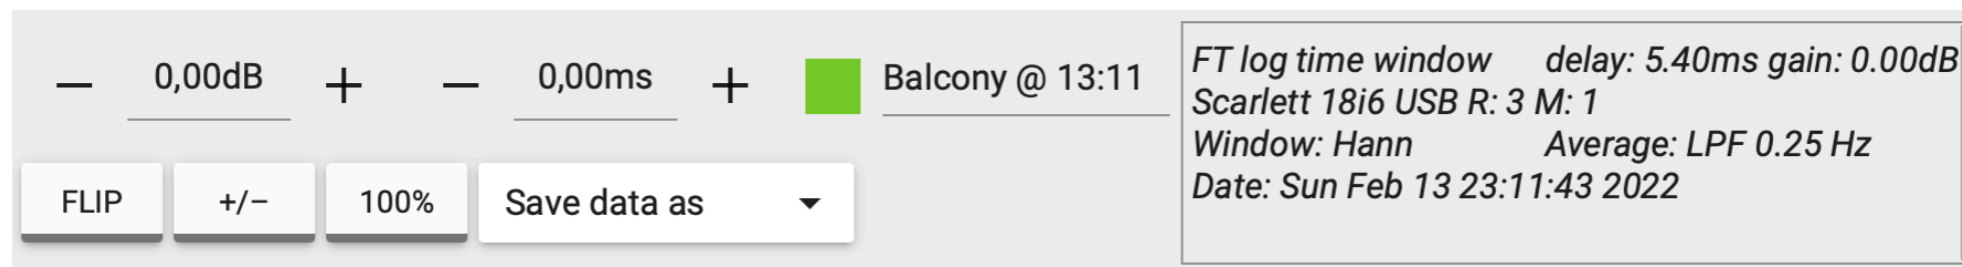 − 0,00dB + − 0,00ms + Balcony @ 13:11
FLIP +/− 100% Save data as
FT log time window delay: 5.40ms gain: 0.00dB
Scarlett 18i6 USB R: 3 M: 1
Window: Hann Average: LPF 0.25 Hz
Date: Sun Feb 13 23:11:43 2022